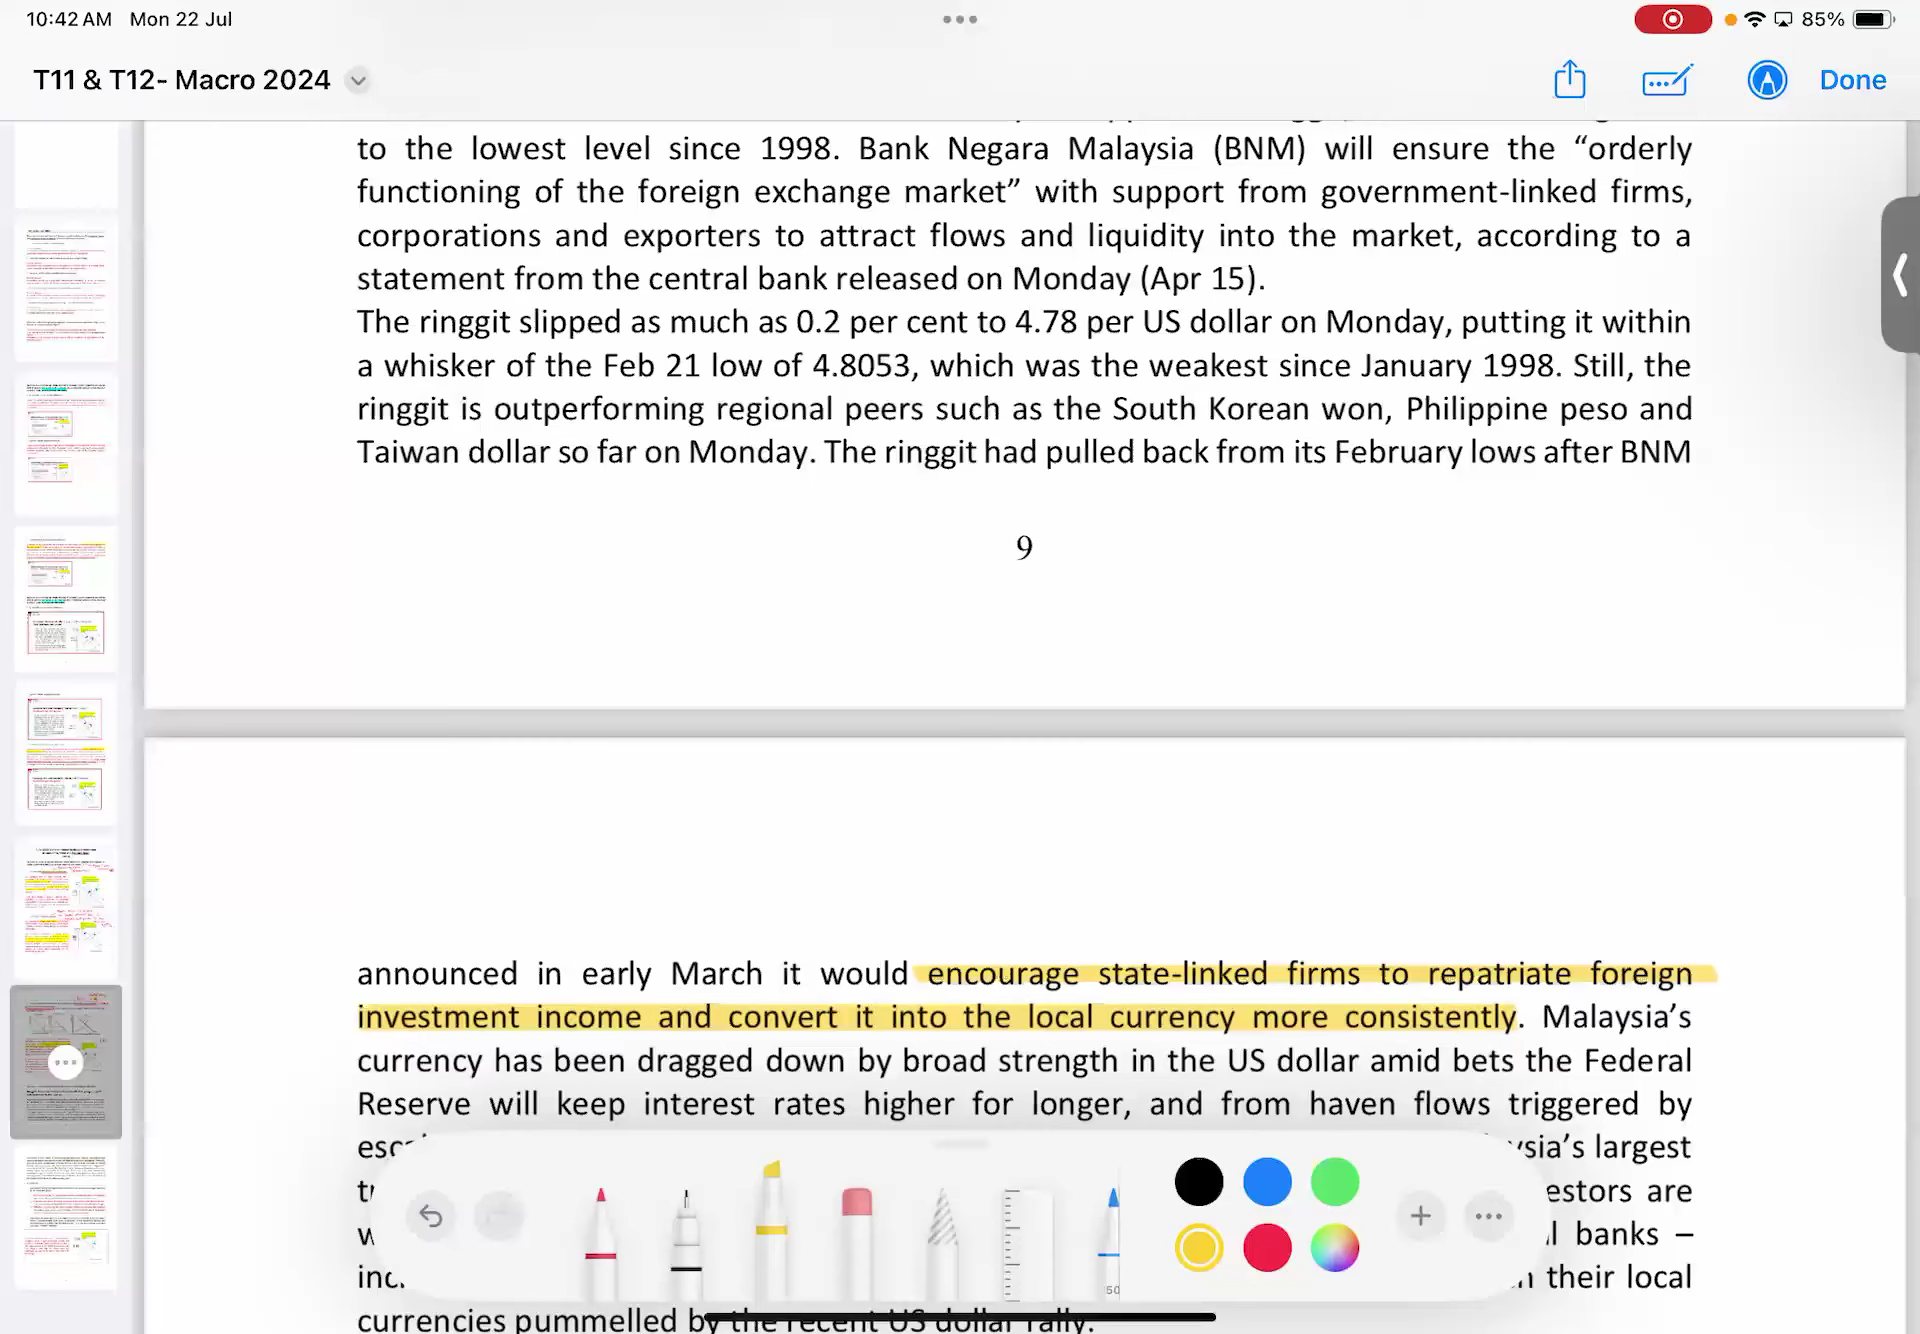 10:42 AM Mon 22 Jul
85%
T11 & T12- Macro 2024
Done
to the lowest level since 1998. Bank Negara Malaysia (BNM) will ensure the “orderly
functioning of the foreign exchange market” with support from government-linked firms,
corporations and exporters to attract flows and liquidity into the market, according to a
statement from the central bank released on Monday (Apr 15).
The ringgit slipped as much as 0.2 per cent to 4.78 per US dollar on Monday, putting it within
a whisker of the Feb 21 low of 4.8053, which was the weakest since January 1998. Still, the
ringgit is outperforming regional peers such as the South Korean won, Philippine peso and
Taiwan dollar so far on Monday. The ringgit had pulled back from its February lows after BNM
9
announced in early March it would encourage state-linked firms to repatriate foreign
investment income and convert it into the local currency more consistently. Malaysia’s
currency has been dragged down by broad strength in the US dollar amid bets the Federal
Reserve will keep interest rates higher for longer, and from haven flows triggered by
largest
are
banks –
their local
50
currencies pummelled by the recent US dollar rally.